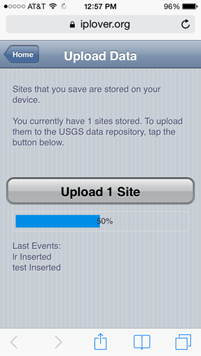 AT&T 12:57 PM 96%
iplover.org
Home Upload Data
Sites that you save are stored on your
device.
You currently have 1 sites stored. To upload
them to the USGS data repository, tap the
button below.
Upload 1 Site
50%
Last Events:
lr Inserted
test Inserted